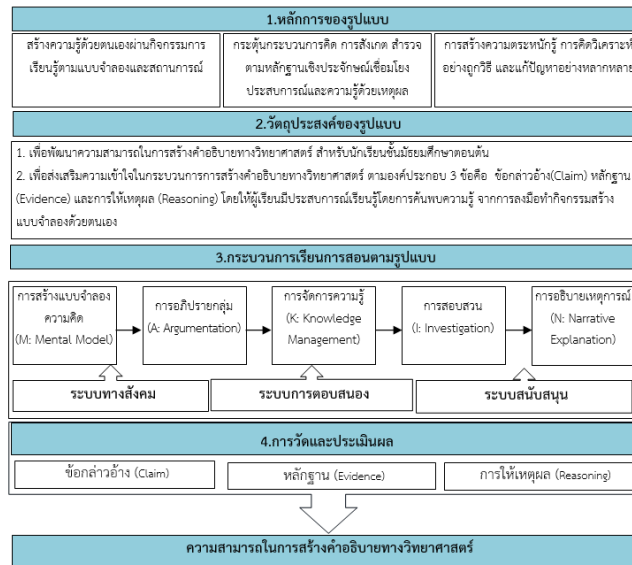 1.หลักการของรูปแบบ
สร้างความรู้ด้วยตนเองผ่านกิจกรรมการ
เรียนรู้ตามแบบจำลองและสถานการณ์
กระตุ้นกระบวนการคิด การสังเกต สำรวจ
ตามหลักฐานเชิงประจักษ์เชื่อมโยง
ประสบการณ์และความรู้ด้วยเหตุผล
การสร้างความตระหนักรู้ การคิดวิเคราะห์
อย่างถูกวิธี และแก้ปัญหาอย่างหลากหลาย
2.วัตถุประสงค์ของรูปแบบ
1. เพื่อพัฒนาความสามารถในการสร้างคำอธิบายทางวิทยาศาสตร์ สำหรับนักเรียนชั้นมัธยมศึกษาตอนต้น
2. เพื่อส่งเสริมความเข้าใจในกระบวนการการสร้างคำอธิบายทางวิทยาศาสตร์ ตามองค์ประกอบ 3 ข้อคือ ข้อกล่าวอ้าง(Claim) หลักฐาน
(Evidence) และการให้เหตุผล (Reasoning) โดยให้ผู้เรียนมีประสบการณ์เรียนรู้โดยการค้นพบความรู้ จากการลงมือทำกิจกรรมสร้าง
แบบจำลองด้วยตนเอง
3.กระบวนการเรียนการสอนตามรูปแบบ
การสร้างแบบจำลอง
ความคิด
(M: Mental Model)
การอภิปรายกลุ่ม
(A: Argumentation)
การจัดการความรู้
(K: Knowledge
Management)
การสอบสวน
(I: Investigation)
การอธิบายเหตุการณ์
(N: Narrative
Explanation)
ระบบทางสังคม
ระบบการตอบสนอง
ระบบสนับสนุน
4.การวัดและประเมินผล
ข้อกล่าวอ้าง (Claim)
หลักฐาน (Evidence)
การให้เหตุผล (Reasoning)
ความสามารถในการสร้างคำอธิบายทางวิทยาศาสตร์